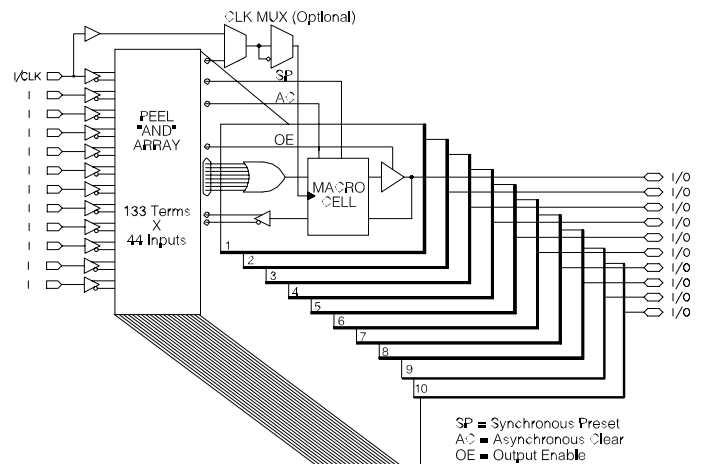 CLK MUX (Optional)
I/CLK
I
I
I
I
I
I
I
I
I
I
I
PEEL
"AND"
ARRAY
133 Terms
X
44 Inputs
SP
AC
OE
MACRO
CELL
1
2
3
4
5
6
7
8
9
10
I/O
I/O
I/O
I/O
I/O
I/O
I/O
I/O
I/O
I/O
SP = Synchronous Preset
AC = Asynchronous Clear
OE = Output Enable